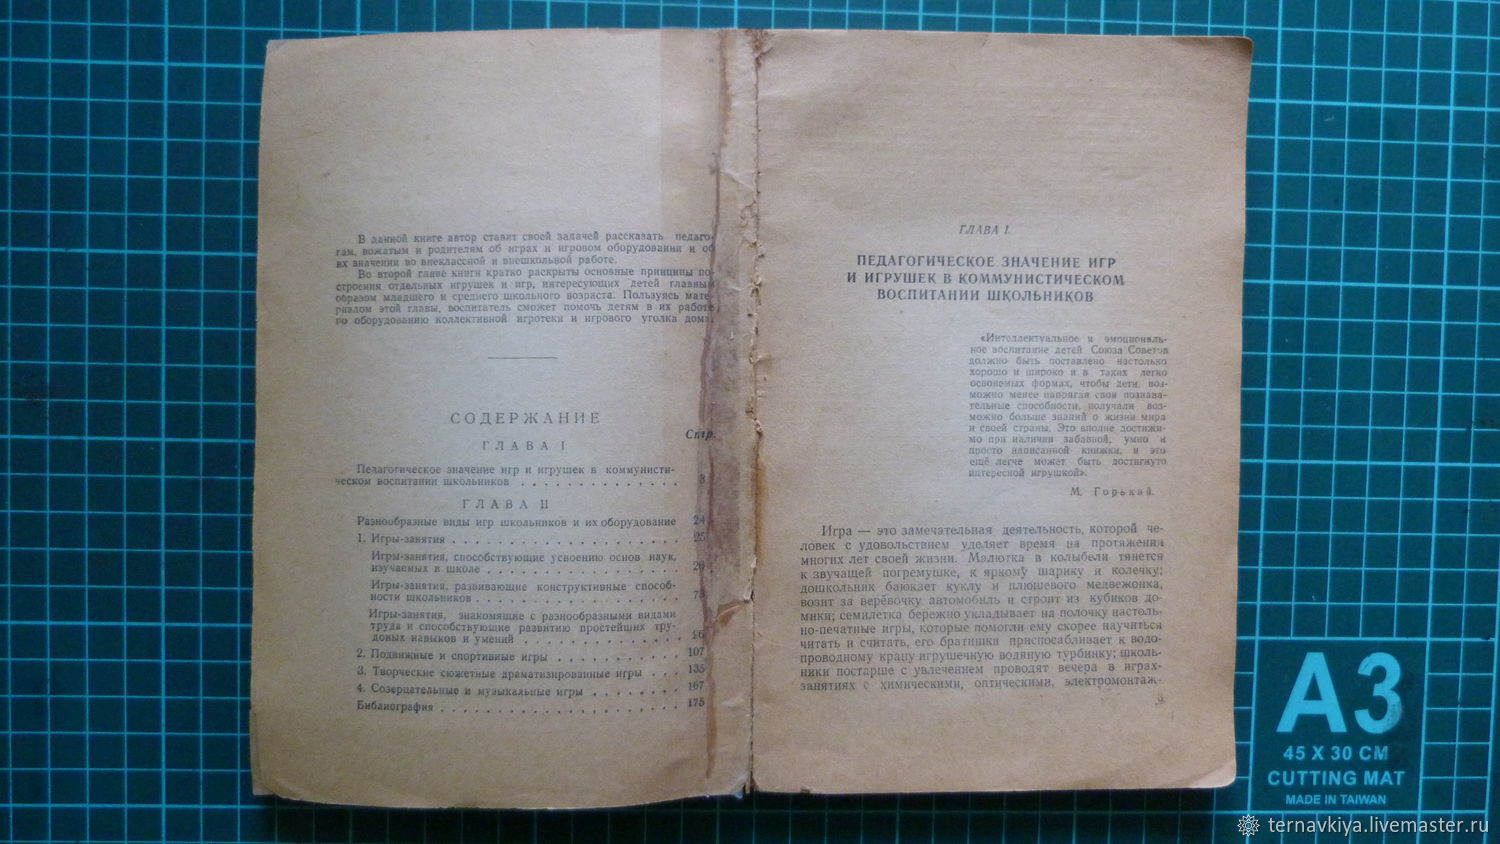 В данной книге автор ставит своей задачей рассказать педаго-
гам, вожатым и родителям об играх и игровом оборудовании и об
их значении во внеклассной и внешкольной работе.
Во второй главе книги кратко раскрыты основные принципы по-
строения отдельных игрушек и игр, интересующих детей главным
образом младшего и среднего школьного возраста. Пользуясь мате-
риалом этой главы, воспитатель сможет помочь детям в их работе
по оборудованию коллективной игротеки и игрового уголка дома.
СОДЕРЖАНИЕ
Стр.
ГЛАВА I
Педагогическое значение игр и игрушек в коммунисти-
ческом воспитании школьников . . . . . . . . . . . . . . 3
ГЛАВА II
Разнообразные виды игр школьников и их оборудование 24
1. Игры-занятия . . . . . . . . . . . . . . . . . 25
Игры-занятия, способствующие усвоению основ наук,
изучаемых в школе . . . . . . . . . . . . . . 26
Игры-занятия, развивающие конструктивные способ-
ности школьников . . . . . . . . . . . . . . 73
Игры-занятия, знакомящие с разнообразными видами
труда и способствующие развитию простейших тру-
довых навыков и умений . . . . . . . . . . . 96
2. Подвижные и спортивные игры . . . . . . . . . . 107
3. Творческие сюжетные драматизированные игры . . . . 135
4. Созерцательные и музыкальные игры . . . . . . . . 167
Библиография . . . . . . . . . . . . . . . . . . 175
ГЛАВА I.
ПЕДАГОГИЧЕСКОЕ ЗНАЧЕНИЕ ИГР
И ИГРУШЕК В КОММУНИСТИЧЕСКОМ
ВОСПИТАНИИ ШКОЛЬНИКОВ
«Интеллектуальное и эмоциональ-
ное воспитание детей Союза Советов
должно быть поставлено настолько
хорошо и широко и в таких легко
освояемых формах, чтобы дети, воз-
можно менее напрягая свои познава-
тельные способности, получали воз-
можно больше знаний о жизни мира
и своей страны. Это вполне достижи-
мо при наличии забавной, умно и
просто написанной книжки, и это
ещё легче может быть достигнуто
интересной игрушкой».
М. Горький.
Игра — это замечательная деятельность, которой че-
ловек с удовольствием уделяет время на протяжении
многих лет своей жизни. Малютка в колыбели тянется
к звучащей погремушке, к яркому шарику и колечку;
дошкольник баюкает куклу и плюшевого медвежонка,
возит за верёвочку автомобиль и строит из кубиков до-
мики; семилетка бережно укладывает на полочку настоль-
но-печатные игры, которые помогли ему скорее научиться
читать и считать, его братишка приспосабливает к водо-
проводному крану игрушечную водяную турбинку; школь-
ники постарше с увлечением проводят вечера в играх-
занятиях с химическими, оптическими, электромонтаж-
3
A3
45 X 30 CM
CUTTING MAT
MADE IN TAIWAN
ternavkiya.livemaster.ru